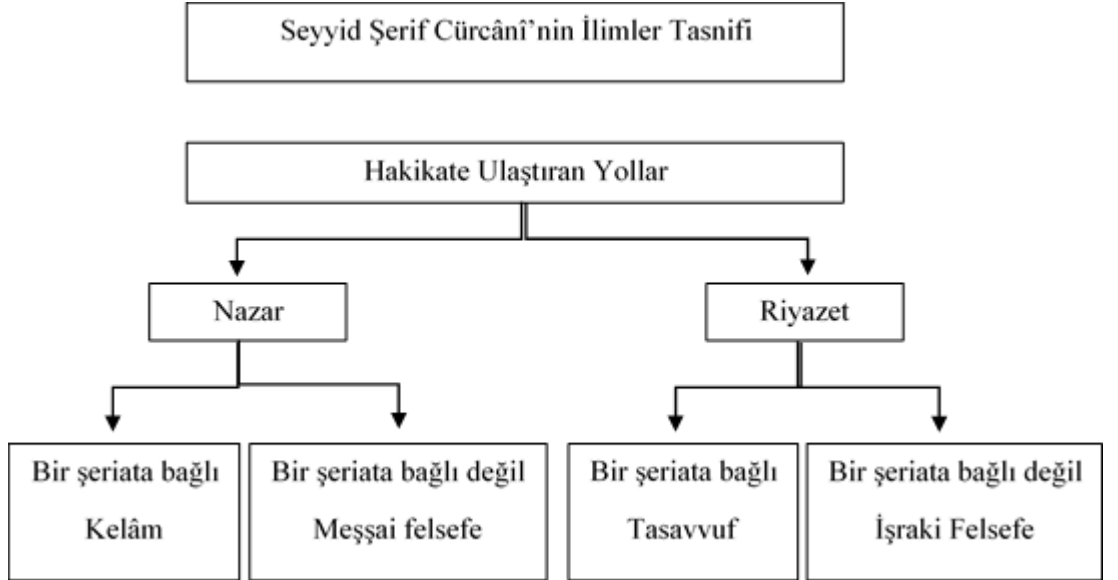 Seyyid Şerif Cürcânî’nin İlimler Tasnifi
Hakikate Ulaştıran Yollar
Nazar
Riyazet
Bir şeriata bağlı
Kelâm
Bir şeriata bağlı değil
Meşşai felsefe
Bir şeriata bağlı
Tasavvuf
Bir şeriata bağlı değil
İşraki Felsefe